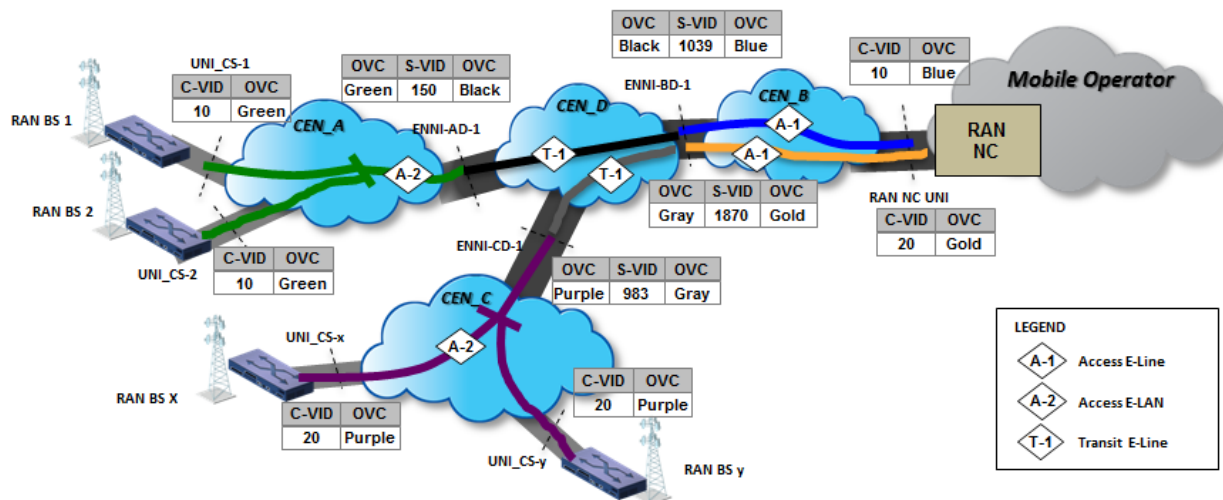 OVC S-VID OVC
Black 1039 Blue
C-VID OVC
10 Blue
Mobile Operator
UNI_CS-1
C-VID OVC
10 Green
OVC S-VID OVC
Green 150 Black
ENNI-BD-1
CEN_B
CEN_D
CEN_A
ENNI-AD-1
RAN BS 1
A-1
A-1
RAN
NC
T-1
T-1
A-2
RAN BS 2
OVC S-VID OVC
Gray 1870 Gold
RAN NC UNI
C-VID OVC
20 Gold
UNI_CS-2
C-VID OVC
10 Green
ENNI-CD-1
OVC S-VID OVC
Purple 983 Gray
CEN_C
A-2
UNI_CS-x
RAN BS X
C-VID OVC
20 Purple
C-VID OVC
20 Purple
UNI_CS-y
RAN BS y
LEGEND
A-1 Access E-Line
A-2 Access E-LAN
T-1 Transit E-Line